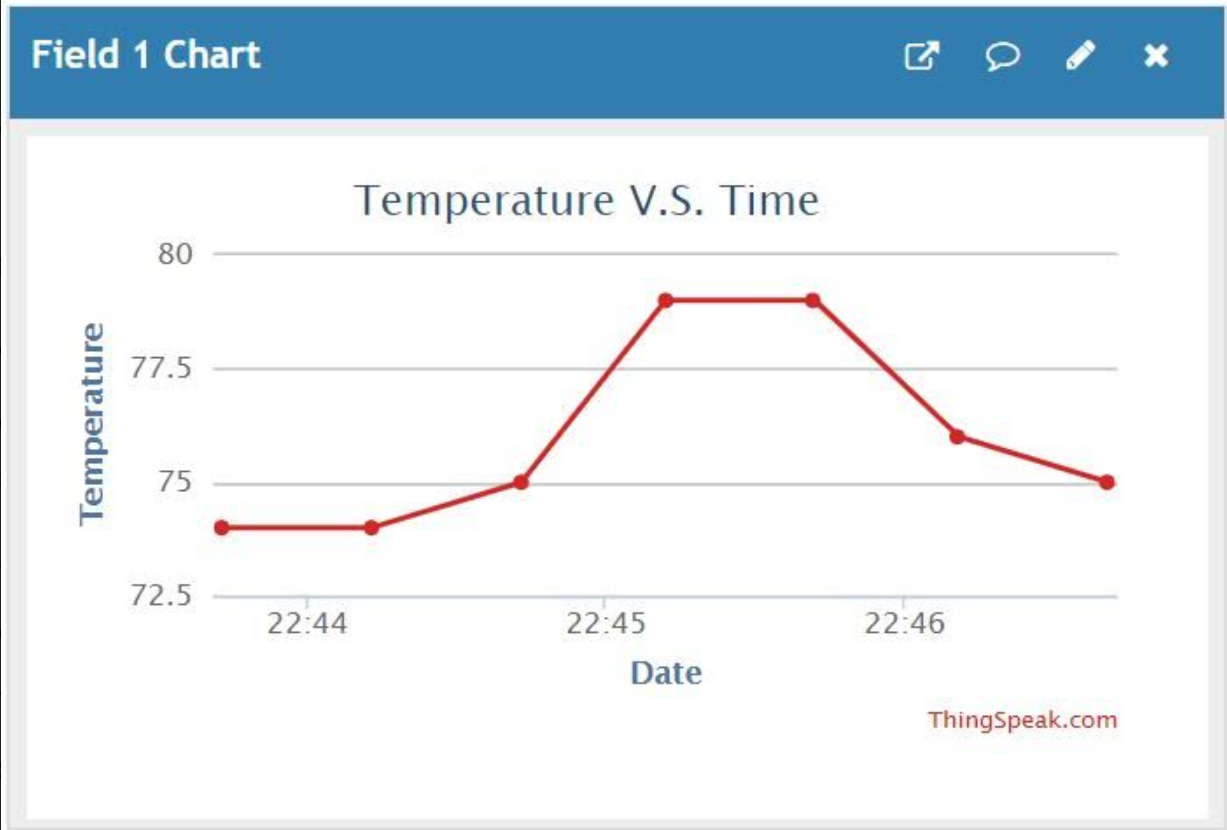 Field 1 Chart
Temperature V.S. Time
80
77.5
75
72.5
Temperature
22:44 22:45 22:46
Date
ThingSpeak.com